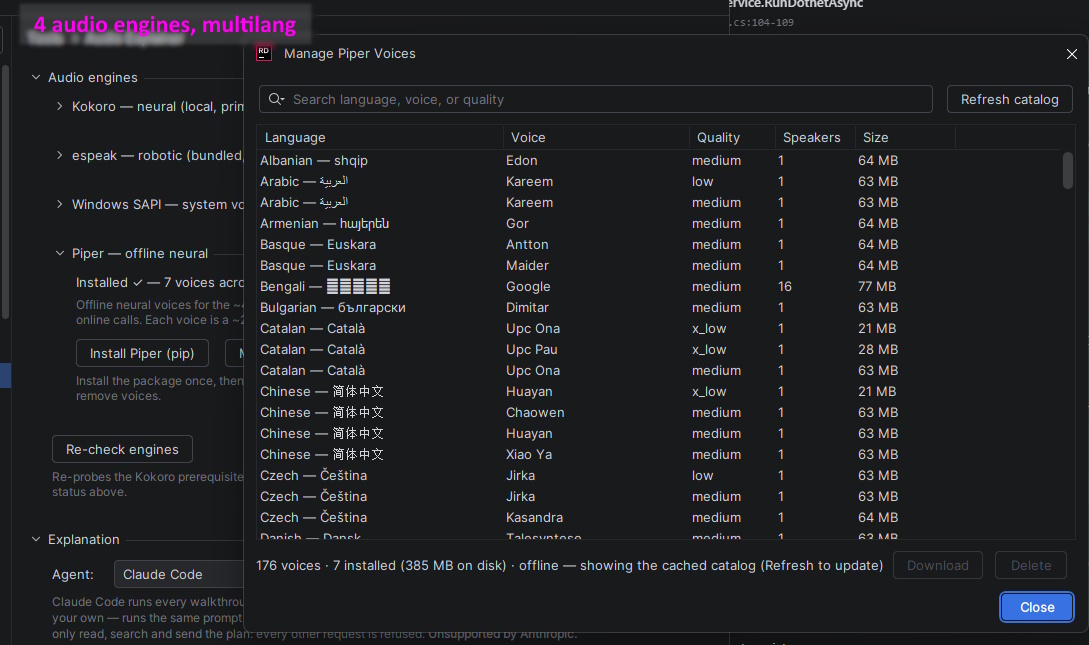 4 audio engines, multilang
ervice.RunDotnetAsync
.cs:104-109
Manage Piper Voices
Audio engines
Kokoro — neural (local, prim
espeak — robotic (bundled,
Windows SAPI — system vo
Piper — offline neural
Installed ✓ — 7 voices acro
Offline neural voices for the ~4
online calls. Each voice is a ~2
Install Piper (pip)
Install the package once, then
remove voices.
Re-check engines
Re-probes the Kokoro prerequisite
status above.
Explanation
Agent: Claude Code
Claude Code runs every walkthrou
your own — runs the same prompt
only read, search and send the plan: every other request is refused. Unsupported by Anthropic.
Search language, voice, or quality
Refresh catalog
Language Voice Quality Speakers Size
Albanian — shqip Edon medium 1 64 MB
Arabic — العربية Kareem low 1 63 MB
Arabic — العربية Kareem medium 1 63 MB
Armenian — հայերեն Gor medium 1 64 MB
Basque — Euskara Antton medium 1 64 MB
Basque — Euskara Maider medium 1 64 MB
Bengali — Google medium 16 77 MB
Bulgarian — български Dimitar medium 1 63 MB
Catalan — Català Upc Ona x_low 1 21 MB
Catalan — Català Upc Pau x_low 1 28 MB
Catalan — Català Upc Ona medium 1 63 MB
Chinese — 简体中文 Huayan x_low 1 21 MB
Chinese — 简体中文 Chaowen medium 1 63 MB
Chinese — 简体中文 Huayan medium 1 63 MB
Chinese — 简体中文 Xiao Ya medium 1 63 MB
Czech — Čeština Jirka low 1 63 MB
Czech — Čeština Jirka medium 1 63 MB
Czech — Čeština Kasandra medium 1 64 MB
Danish — Dansk Talesyntese medium 1 63 MB
176 voices · 7 installed (385 MB on disk) · offline — showing the cached catalog (Refresh to update)
Download
Delete
Close